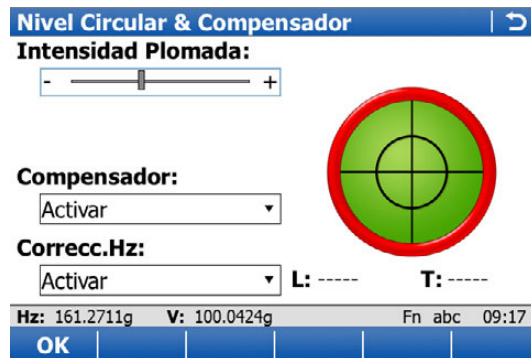 Nivel Circular & Compensador
Intensidad Plomada:
- +
Compensador:
Activar
Correcc.Hz:
Activar
L: ----- T: -----
Hz: 161.2711g V: 100.0424g Fn abc 09:17
OK